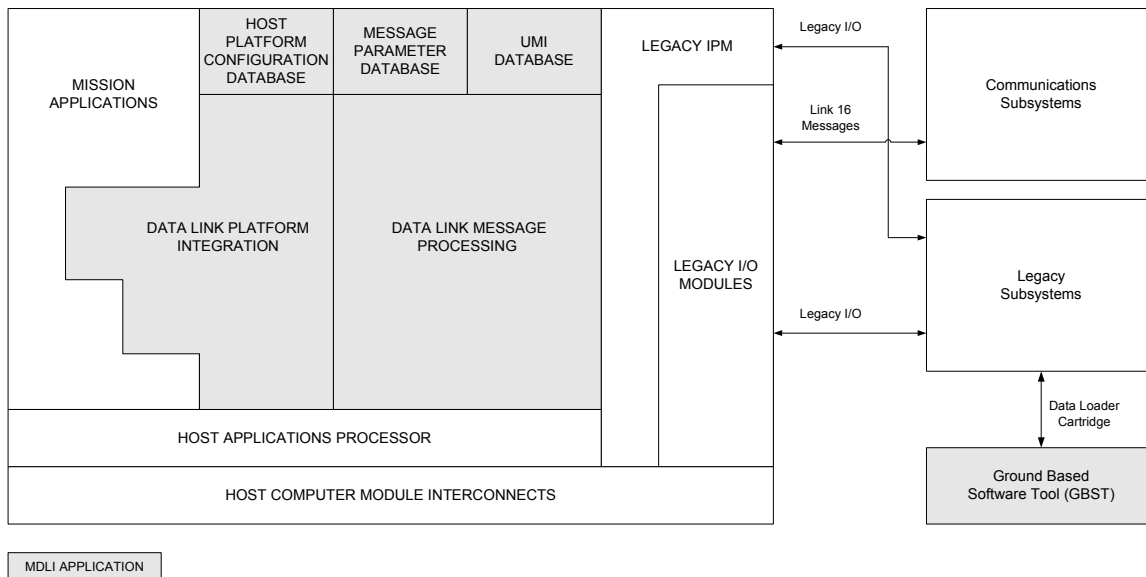 HOST
PLATFORM
CONFIGURATION
DATABASE
MESSAGE
PARAMETER
DATABASE
UMI
DATABASE
LEGACY IPM
MISSION
APPLICATIONS
DATA LINK PLATFORM
INTEGRATION
DATA LINK MESSAGE
PROCESSING
LEGACY I/O
MODULES
HOST APPLICATIONS PROCESSOR
HOST COMPUTER MODULE INTERCONNECTS
Legacy I/O
Link 16
Messages
Legacy I/O
Communications
Subsystems
Legacy
Subsystems
Data Loader
Cartridge
Ground Based
Software Tool (GBST)
MDLI APPLICATION